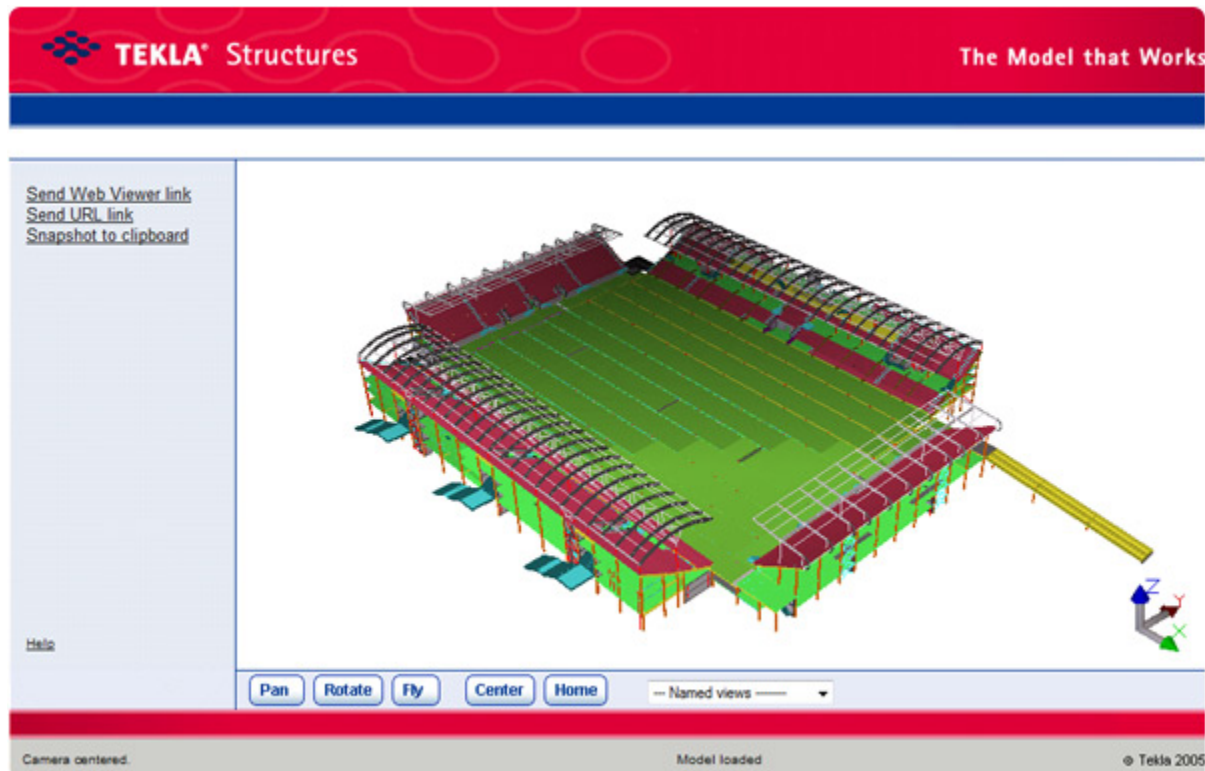 TEKLA® Structures
The Model that Works
Send Web Viewer link
Send URL link
Snapshot to clipboard
Help
Z
Y
X
Pan
Rotate
Fly
Center
Home
--- Named views ------
Camera centered.
Model loaded
© Tekla 2005